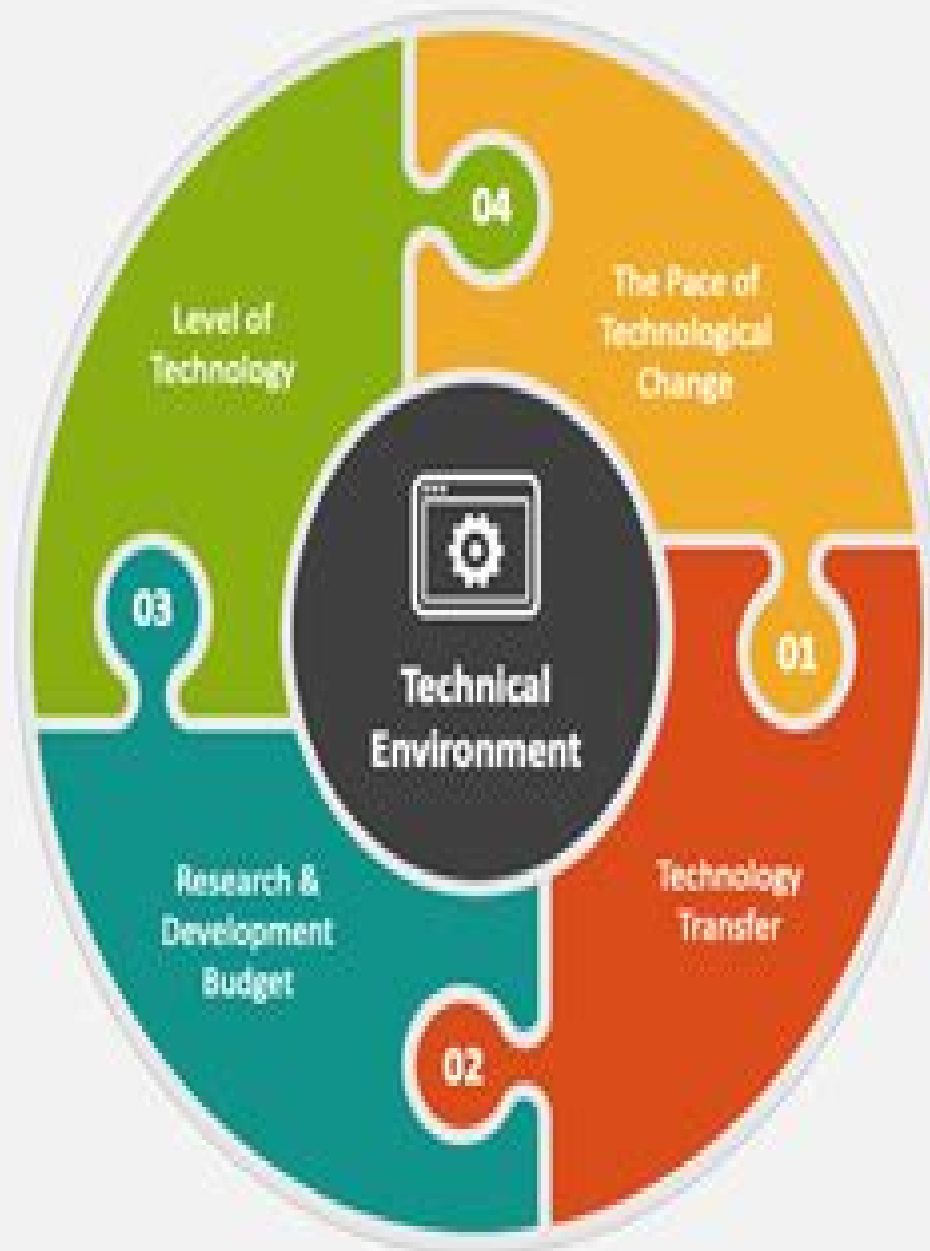 04
The Pace of
Technological
Change
Level of
Technology
03
01
Technical
Environment
Research &
Development
Budget
Technology
Transfer
02